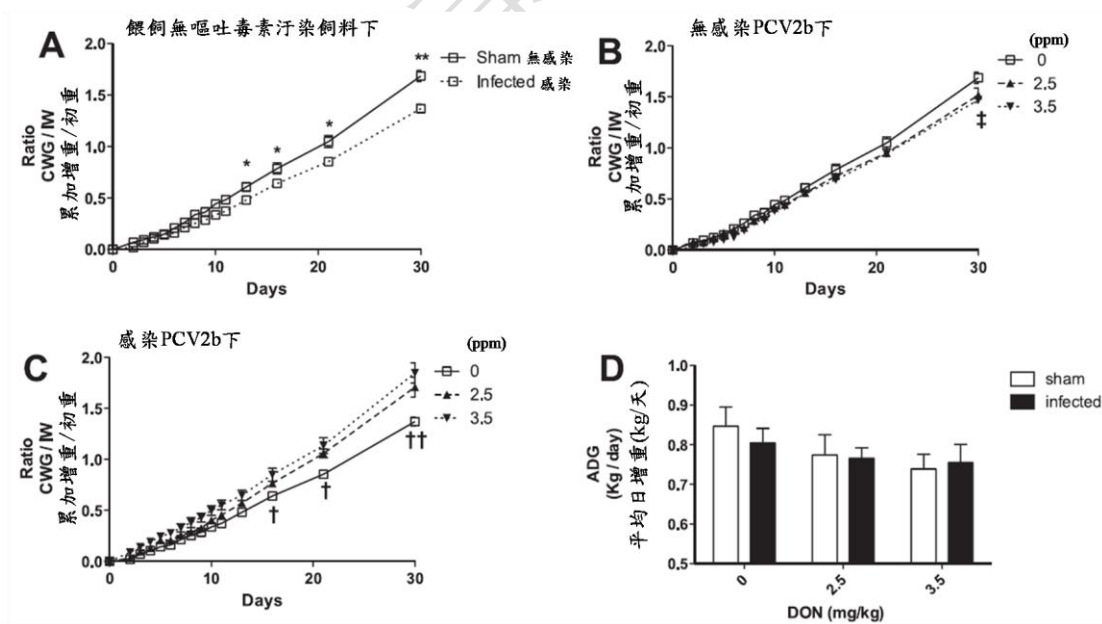 A
餵飼無嘔吐毒素汙染飼料下
Ratio
CWG / IW
累加增重/初重
2.0
1.5
1.0
0.5
0.0
0
10
20
30
Days
*
*
*
**
Sham 無感染
Infected 感染
B
無感染PCV2b下
(ppm)
0
2.5
3.5
Ratio
CWG / IW
累加增重/初重
2.0
1.5
1.0
0.5
0.0
0
10
20
30
Days
‡
C
感染PCV2b下
(ppm)
0
2.5
3.5
Ratio
CWG / IW
累加增重/初重
2.0
1.5
1.0
0.5
0.0
0
10
20
30
Days
†
†
††
D
ADG
(Kg / day)
平均日增重(kg/天)
1.0
0.9
0.8
0.7
0.6
0.5
0
2.5
3.5
DON (mg/kg)
sham
infected